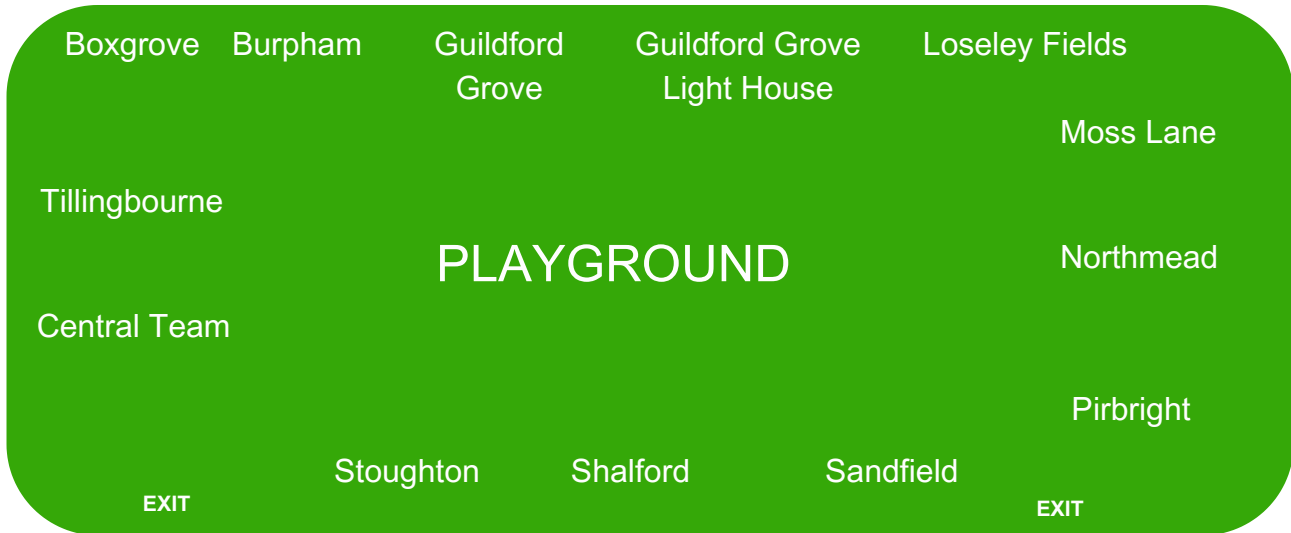 Boxgrove
Burpham
Guildford
Grove
Guildford Grove
Light House
Loseley Fields
Moss Lane
Tillingbourne
PLAYGROUND
Northmead
Central Team
Pirbright
Stoughton
Shalford
Sandfield
EXIT
EXIT